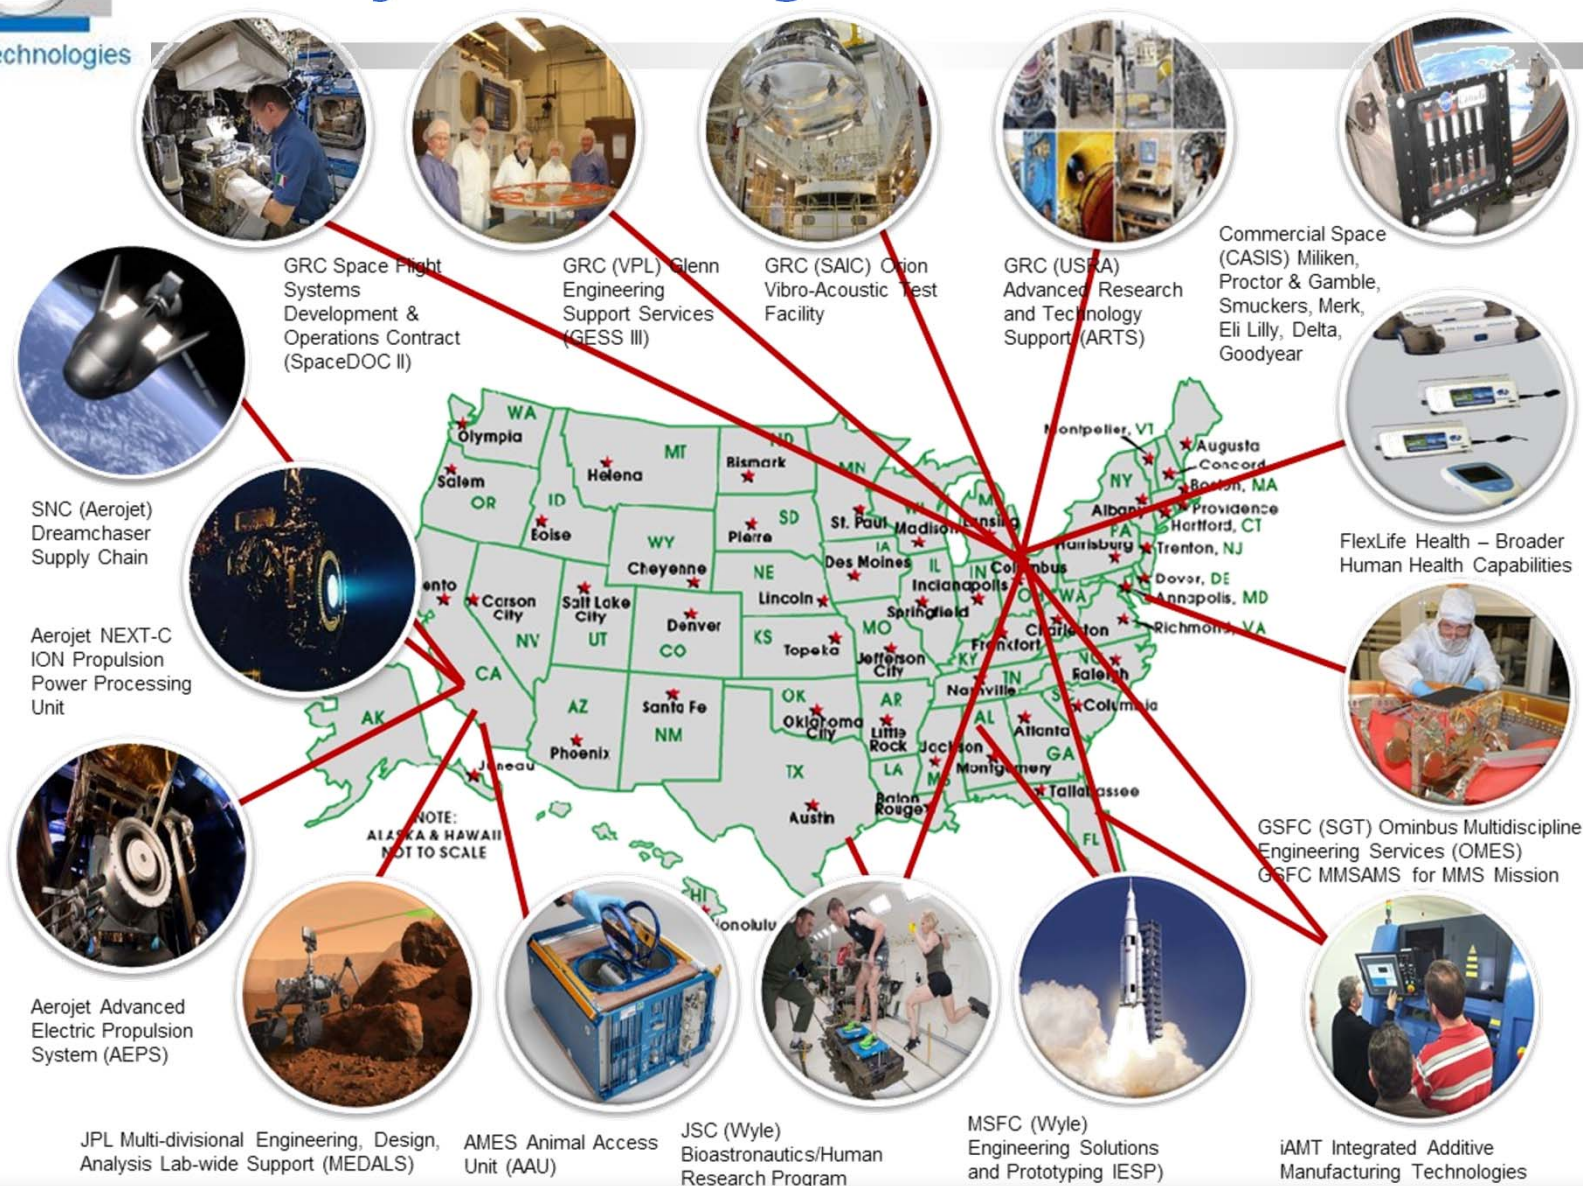 echnologies
GRC Space Flight
Systems
Development &
Operations Contract
(SpaceDOC II)
GRC (VPL) Glenn
Engineering
Support Services
(GESS III)
GRC (SAIC) Orion
Vibro-Acoustic Test
Facility
GRC (USRA)
Advanced Research
and Technology
Support (ARTS)
Commercial Space
(CASIS) Miliken,
Proctor & Gamble,
Smuckers, Merk,
Eli Lilly, Delta,
Goodyear
SNC (Aerojet)
Dreamchaser
Supply Chain
Aerojet NEXT-C
ION Propulsion
Power Processing
Unit
Aerojet Advanced
Electric Propulsion
System (AEPS)
FlexLife Health – Broader
Human Health Capabilities
GSFC (SGT) Ominbus Multidiscipline
Engineering Services (OMES)
GSFC MMSAMS for MMS Mission
WA
Olympia
Salem
OR
MT
Helena
ID
Boise
ND
Bismark
SD
Pierre
WY
Cheyenne
NE
Lincoln
MN
St. Paul
WI
Madison
MI
Lansing
IA
Des Moines
IL
Springfield
IN
Indianapolis
Columbus
OH
Montpelier, VT
Augusta
Concord
Boston, MA
NY
Albany
Providence
Hartford, CT
PA
Harrisburg
Trenton, NJ
Dover, DE
Annapolis, MD
WA
Charleston
Richmond, VA
ento
Carson
City
NV
Salt Lake
City
UT
Denver
CO
KS
Topeka
MO
Jefferson
City
Frankfort
KY
Nashville
TN
NC
Raleigh
SC
Columbia
CA
AZ
Phoenix
Santa Fe
NM
OK
Oklahoma
City
AR
Little
Rock
TX
Austin
LA
Baton
Rouge
Jackson
MS
AL
Montgomery
Atlanta
GA
Tallahassee
FL
AK
Juneau
NOTE:
ALASKA & HAWAII
NOT TO SCALE
HI
Honolulu
JPL Multi-divisional Engineering, Design,
Analysis Lab-wide Support (MEDALS)
AMES Animal Access
Unit (AAU)
JSC (Wyle)
Bioastronautics/Human
Research Program
MSFC (Wyle)
Engineering Solutions
and Prototyping IESP)
iAMT Integrated Additive
Manufacturing Technologies